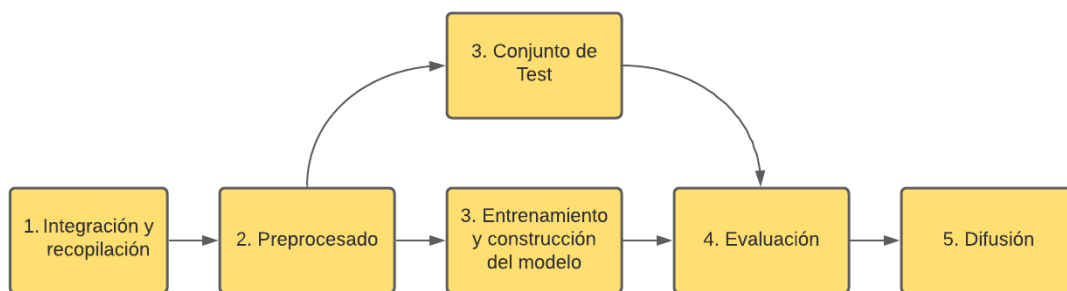 3. Conjunto de
Test
1. Integración y
recopilación
2. Preprocesado
3. Entrenamiento
y construcción
del modelo
4. Evaluación
5. Difusión